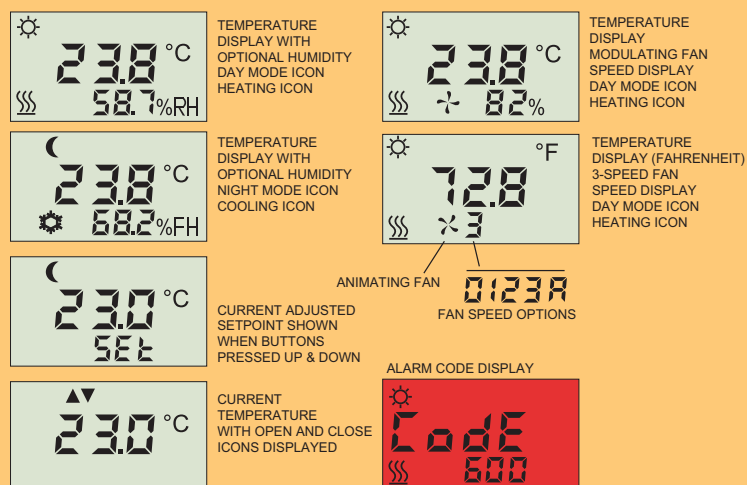 23.8 °C
58.7%RH
TEMPERATURE
DISPLAY WITH
OPTIONAL HUMIDITY
DAY MODE ICON
HEATING ICON
23.8 °C
82%
TEMPERATURE
DISPLAY
MODULATING FAN
SPEED DISPLAY
DAY MODE ICON
HEATING ICON
23.8 °C
68.2%FH
TEMPERATURE
DISPLAY WITH
OPTIONAL HUMIDITY
NIGHT MODE ICON
COOLING ICON
72.8 °F
3
TEMPERATURE
DISPLAY (FAHRENHEIT)
3-SPEED FAN
SPEED DISPLAY
DAY MODE ICON
HEATING ICON
ANIMATING FAN
0123A
FAN SPEED OPTIONS
23.0 °C
SEt
CURRENT ADJUSTED
SETPOINT SHOWN
WHEN BUTTONS
PRESSED UP & DOWN
23.0 °C
CURRENT
TEMPERATURE
WITH OPEN AND CLOSE
ICONS DISPLAYED
ALARM CODE DISPLAY
CodE
600